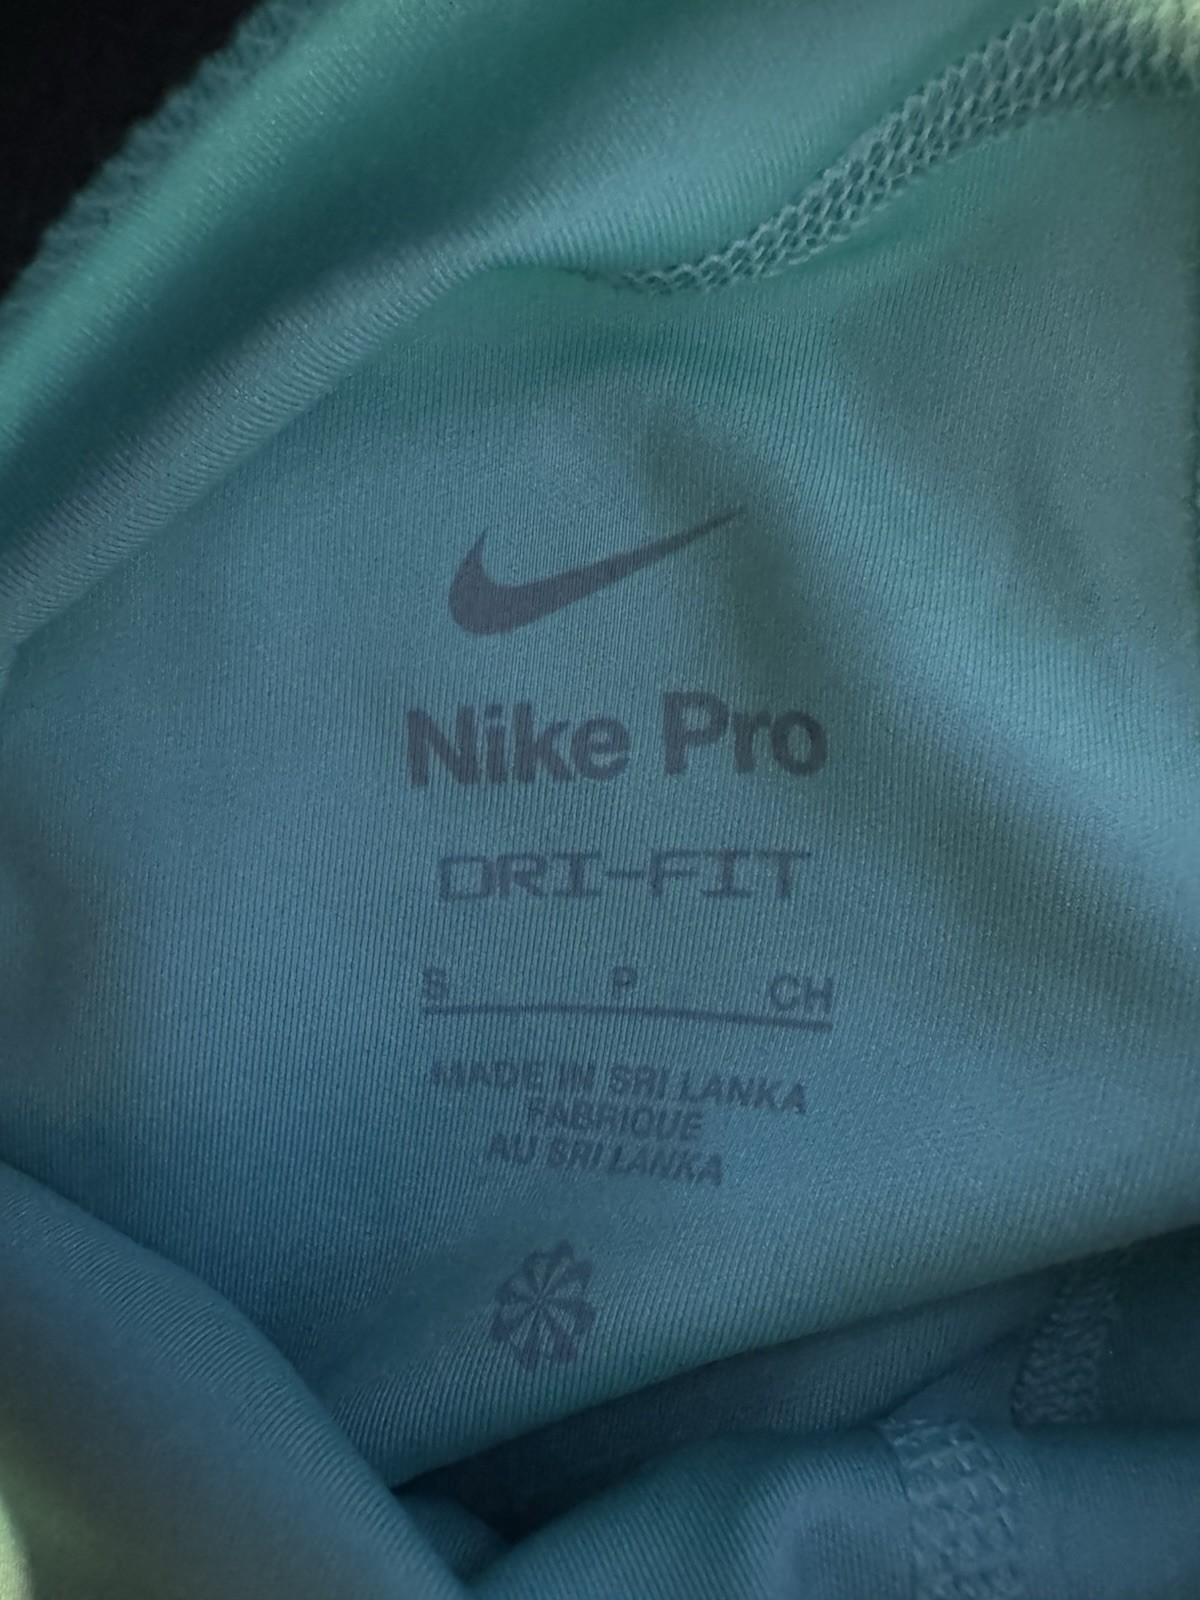 Nike Pro
DRI-FIT
S P CH
MADE IN SRI LANKA
FABRIQUE
AU SRI LANKA